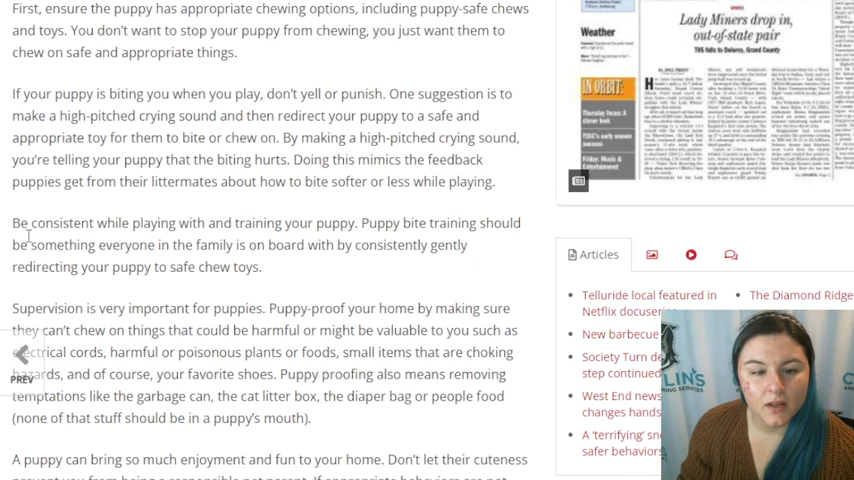 First, ensure the puppy has appropriate chewing options, including puppy-safe chews
and toys. You don't want to stop your puppy from chewing, you just want them to
chew on safe and appropriate things.
If your puppy is biting you when you play, don't yell or punish. One suggestion is to
make a high-pitched crying sound and then redirect your puppy to a safe and
appropriate toy for them to bite or chew on. By making a high-pitched crying sound,
you're telling your puppy that the biting hurts. Doing this mimics the feedback
puppies get from their littermates about how to bite softer or less while playing.
Be consistent while playing with and training your puppy. Puppy bite training should
be something everyone in the family is on board with by consistently gently
redirecting your puppy to safe chew toys.
Supervision is very important for puppies. Puppy-proof your home by making sure
they can't chew on things that could be harmful or might be valuable to you such as
electrical cords, harmful or poisonous plants or foods, small items that are choking
hazards, and of course, your favorite shoes. Puppy proofing also means removing
temptations like the garbage can, the cat litter box, the diaper bag or people food
(none of that stuff should be in a puppy's mouth).
A puppy can bring so much enjoyment and fun to your home. Don't let their cuteness
PREV
Weather
Lady Miners drop in,
out-of-state pair
THS falls to Dolores, Grand County
IN ORBIT:
Articles
Telluride local featured in
Netflix docuseries
New barbecue
Society Turn de
step continued
West End news
changes hands
A 'terrifying' sno
safer behaviors
The Diamond Ridge
LIN'S
ING SERVICES